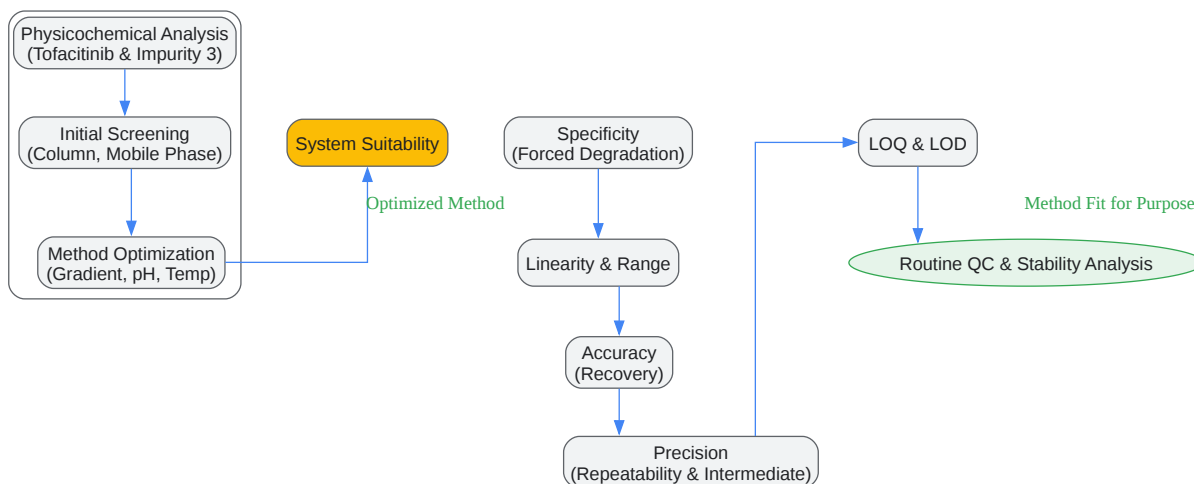 Physicochemical Analysis
(Tofacitinib & Impurity 3)
Initial Screening
(Column, Mobile Phase)
Method Optimization
(Gradient, pH, Temp)
System Suitability
Optimized Method
Specificity
(Forced Degradation)
Linearity & Range
Accuracy
(Recovery)
Precision
(Repeatability & Intermediate)
LOQ & LOD
Method Fit for Purpose
Routine QC & Stability Analysis